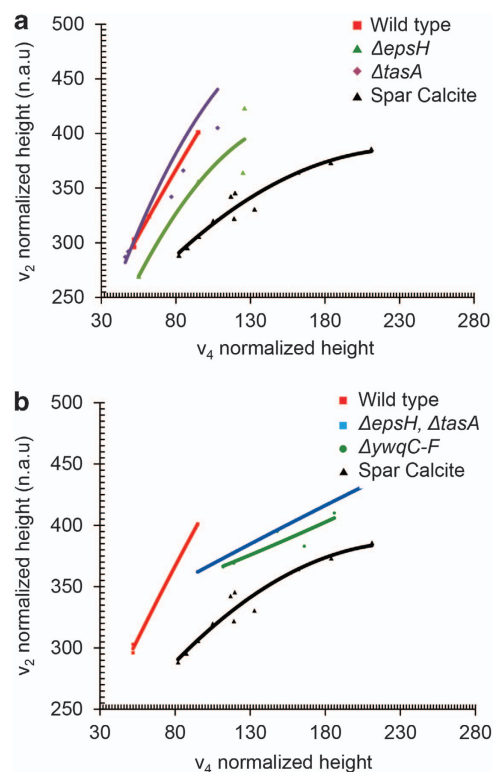 a
500
450
400
350
300
250
v2 normalized height (n.a.u)
Wild type
ΔepsH
ΔtasA
Spar Calcite
30 80 130 180 230 280
v4 normalized height
b
500
450
400
350
300
250
v2 normalized height (n.a.u)
Wild type
ΔepsH, ΔtasA
ΔywqC-F
Spar Calcite
30 80 130 180 230 280
v4 normalized height